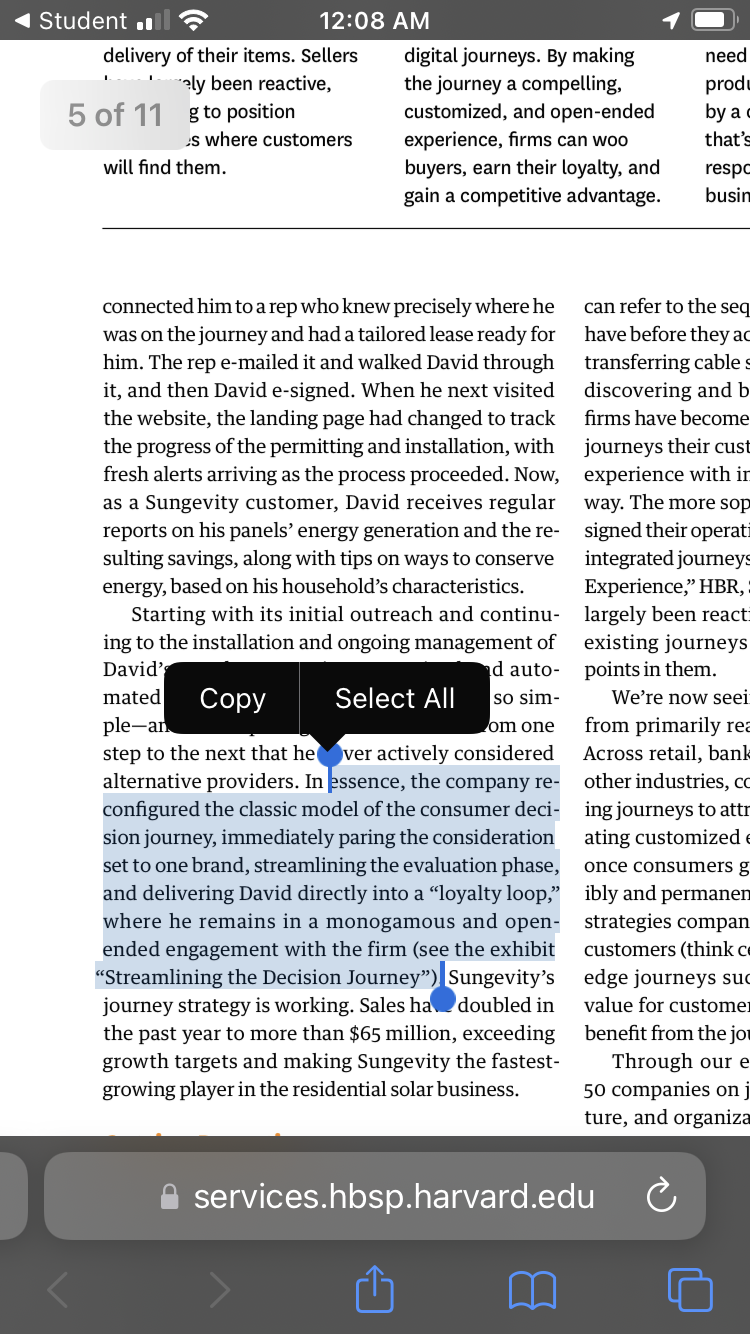 Student
12:08 AM
delivery of their items. Sellers
ely been reactive,
5 of 11
g to position
s where customers
will find them.
digital journeys. By making
the journey a compelling,
customized, and open-ended
experience, firms can woo
buyers, earn their loyalty, and
gain a competitive advantage.
need
produ
by a c
that's
respo
busin
connected him to a rep who knew precisely where he
was on the journey and had a tailored lease ready for
him. The rep e-mailed it and walked David through
it, and then David e-signed. When he next visited
the website, the landing page had changed to track
the progress of the permitting and installation, with
fresh alerts arriving as the process proceeded. Now,
as a Sungevity customer, David receives regular
reports on his panels' energy generation and the re-
sulting savings, along with tips on ways to conserve
energy, based on his household's characteristics.
Starting with its initial outreach and continu-
ing to the installation and ongoing management of
David's nd auto-
mated so sim-
ple—an om one
Copy
Select All
step to the next that he ver actively considered
alternative providers. In essence, the company re-
configured the classic model of the consumer deci-
sion journey, immediately paring the consideration
set to one brand, streamlining the evaluation phase,
and delivering David directly into a “loyalty loop,”
where he remains in a monogamous and open-
ended engagement with the firm (see the exhibit
“Streamlining the Decision Journey”). Sungevity's
journey strategy is working. Sales have doubled in
the past year to more than $65 million, exceeding
growth targets and making Sungevity the fastest-
growing player in the residential solar business.
can refer to the seq
have before they ac
transferring cable s
discovering and b
firms have become
journeys their cust
experience with in
way. The more sop
signed their operati
integrated journeys
Experience,” HBR, S
largely been reacti
existing journeys
points in them.
We're now seei
from primarily rea
Across retail, bank
other industries, co
ing journeys to attr
ating customized e
once consumers g
ibly and permanen
strategies compan
customers (think ce
edge journeys suc
value for customer
benefit from the jou
Through our e
50 companies on j
ture, and organiza
services.hbsp.harvard.edu